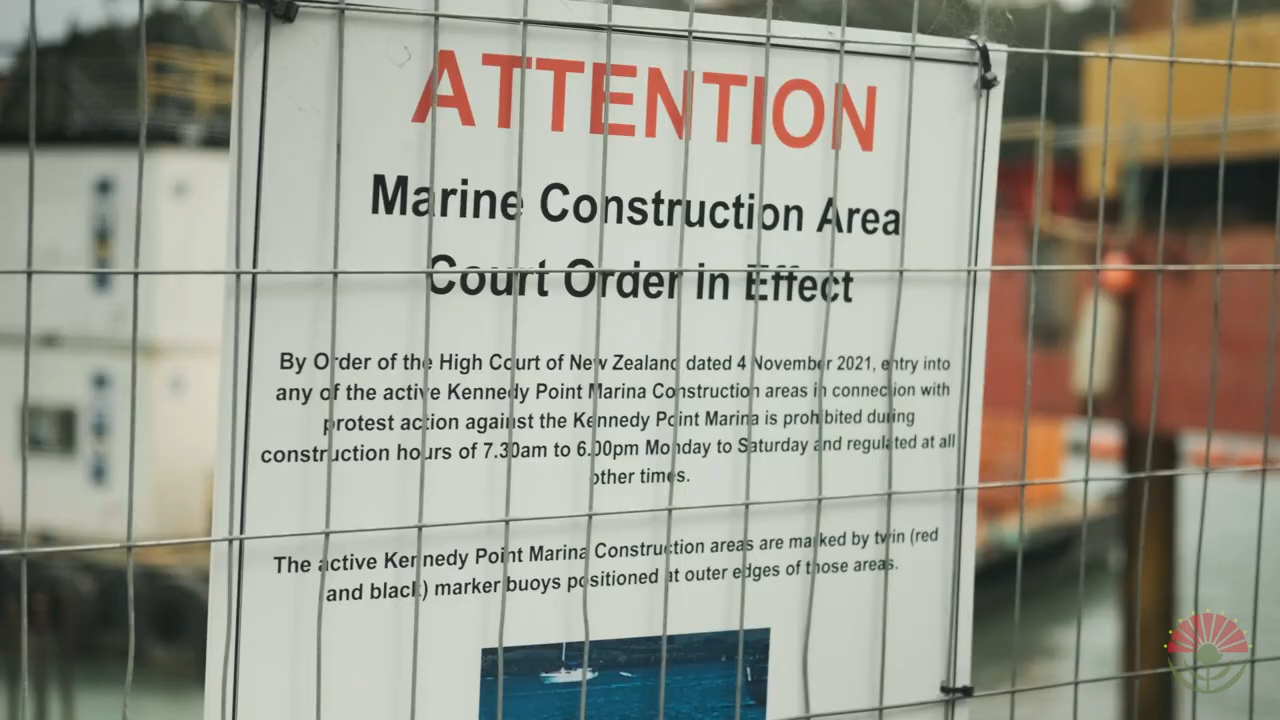 ATTENTION
Marine Construction Area
Court Order in Effect
By Order of the High Court of New Zealand dated 4 November 2021, entry into
any of the active Kennedy Point Marina Construction areas in connection with
protest action against the Kennedy Point Marina is prohibited during
construction hours of 7.30am to 6.00pm Monday to Saturday and regulated at all
other times.
The active Kennedy Point Marina Construction areas are marked by twin (red
and black) marker buoys positioned at outer edges of those areas.